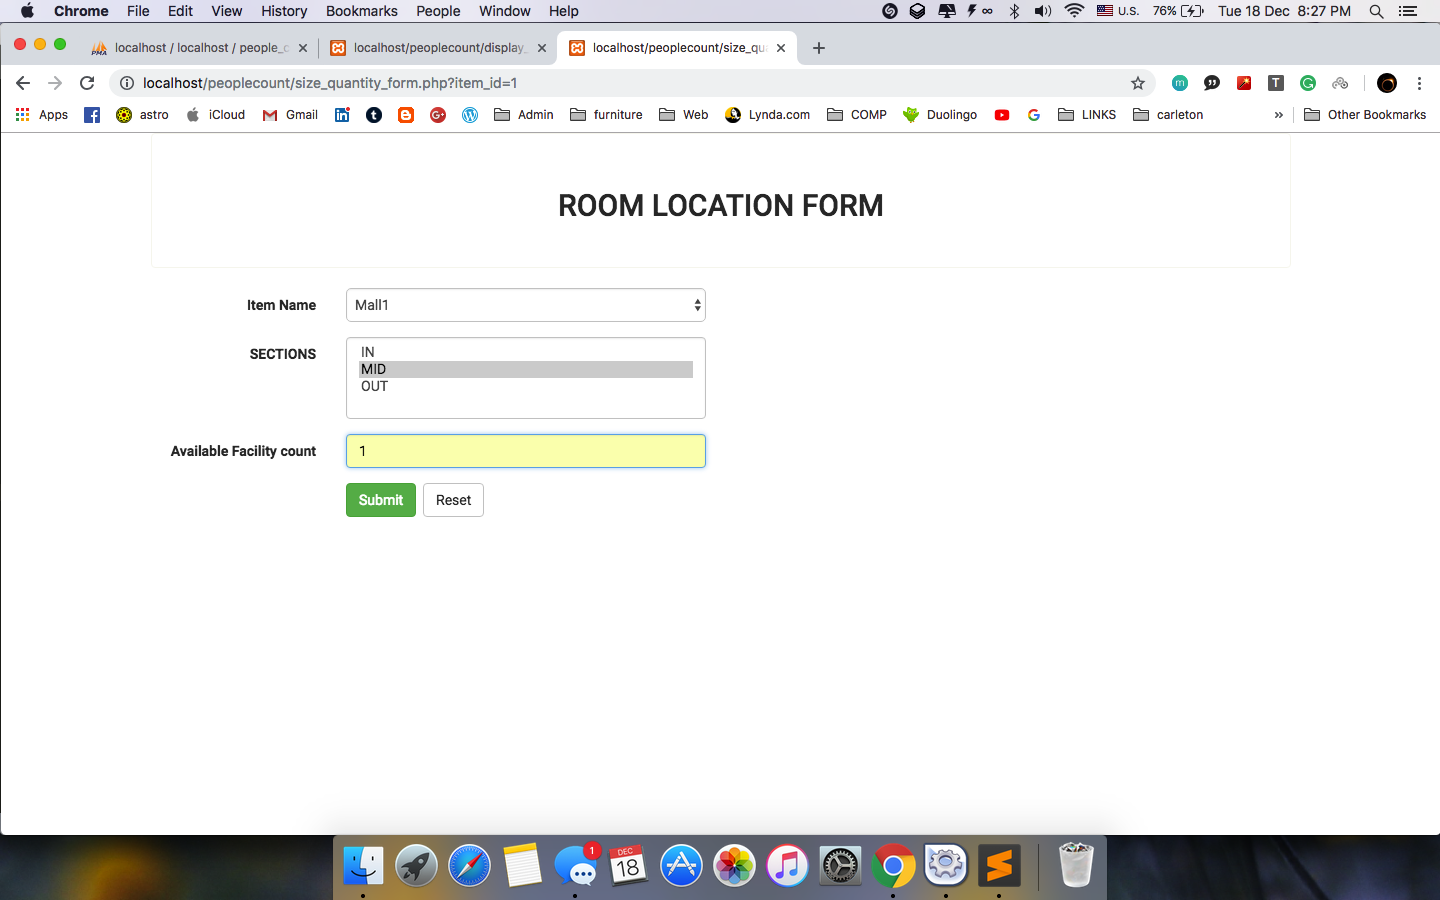 Chrome File Edit View History Bookmarks People Window Help U.S. 76% Tue 18 Dec 8:27 PM
localhost / localhost / people_c localhost/peoplecount/display_ localhost/peoplecount/size_qu
localhost/peoplecount/size_quantity_form.php?item_id=1
Apps astro iCloud Gmail Admin furniture Web Lynda.com COMP Duolingo LINKS carleton » Other Bookmarks
ROOM LOCATION FORM
Item Name Mall1
SECTIONS IN
MID
OUT
Available Facility count 1
Submit Reset
1
DEC
18